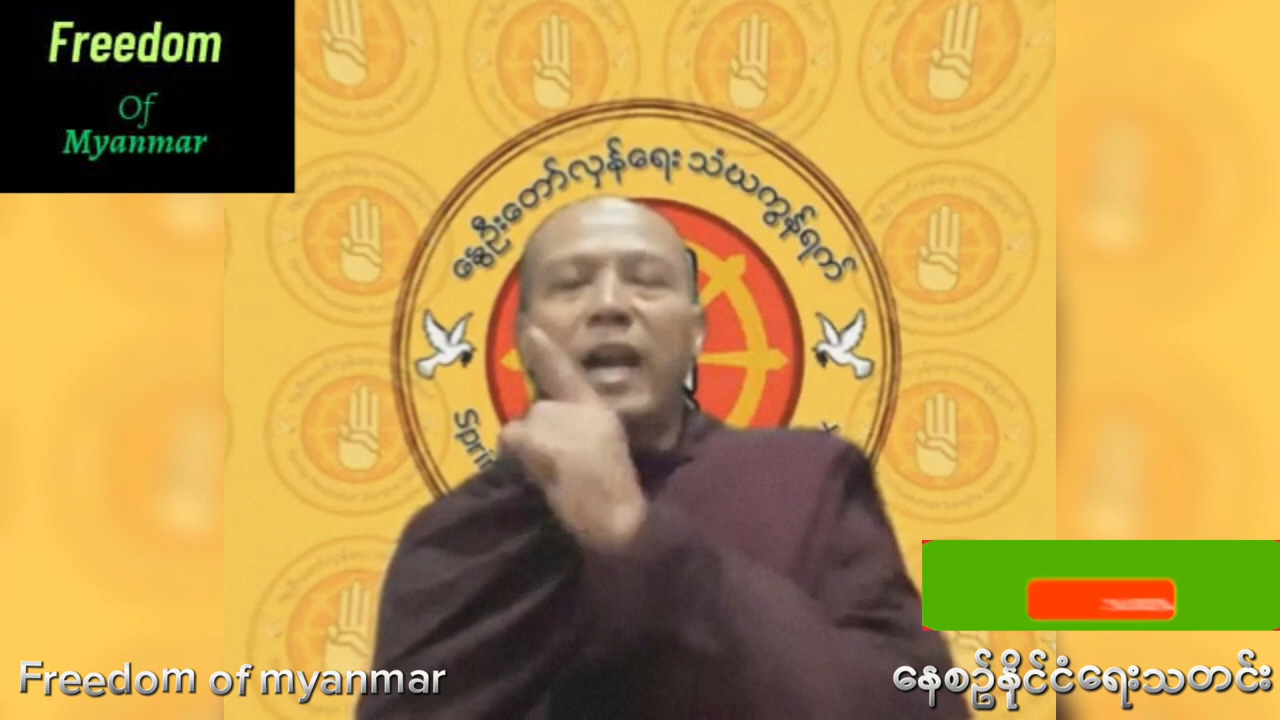 Freedom
Of
Myanmar
နွေဦးတော်လှန်ရေး သံဃကွန်ရက်
Freedom of myanmar
နေ့စဥ်နိုင်ငံရေးသတင်း